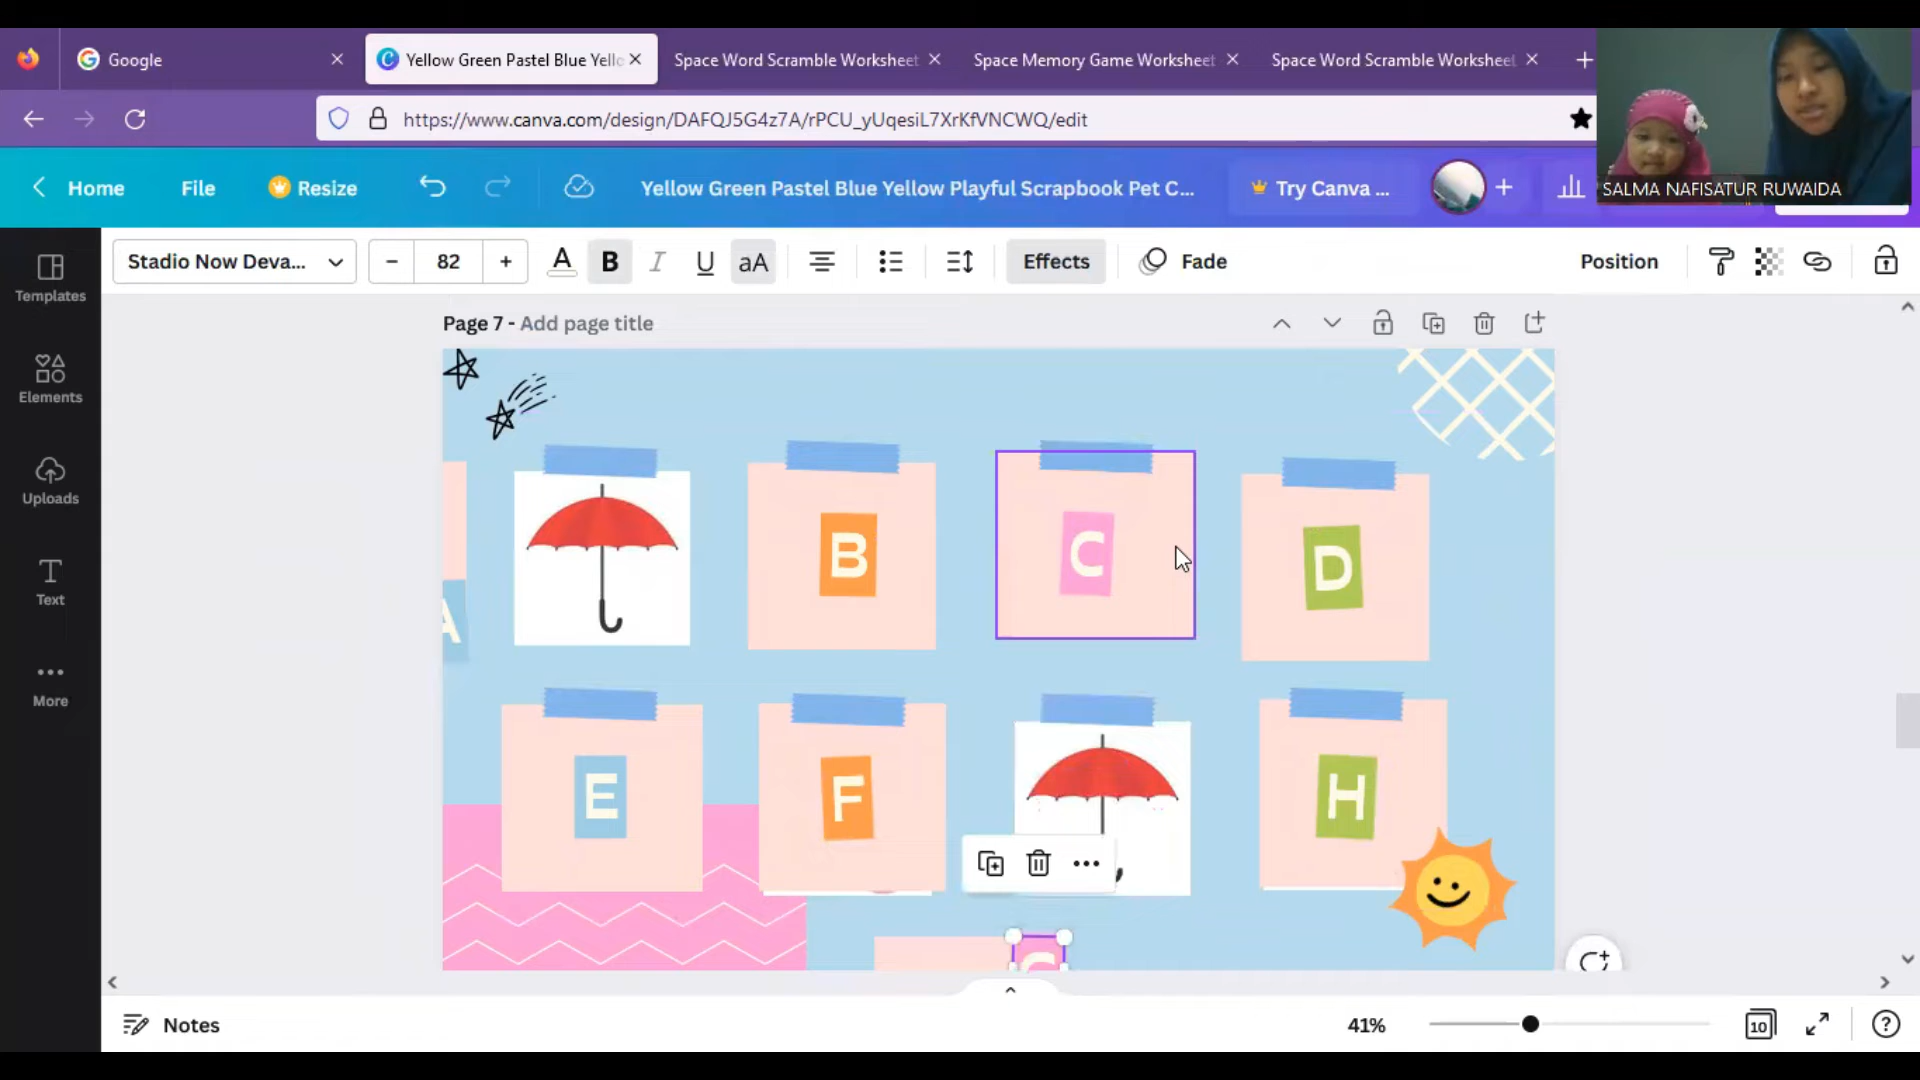 Google
Yellow Green Pastel Blue Yello
Space Word Scramble Worksheet
Space Memory Game Worksheet
Space Word Scramble Worksheet
https://www.canva.com/design/DAFQJ5G4z7A/rPCU_yUqesiL7XrKfVNCWQ/edit
SALMA NAFISATUR RUWAIDA
Home
File
Resize
Yellow Green Pastel Blue Yellow Playful Scrapbook Pet C...
Try Canva ...
Stadio Now Deva...
82
A
B
I
U
aA
Effects
Fade
Position
Templates
Elements
Uploads
Text
More
Page 7 - Add page title
B
C
D
A
E
F
H
Notes
41%
10